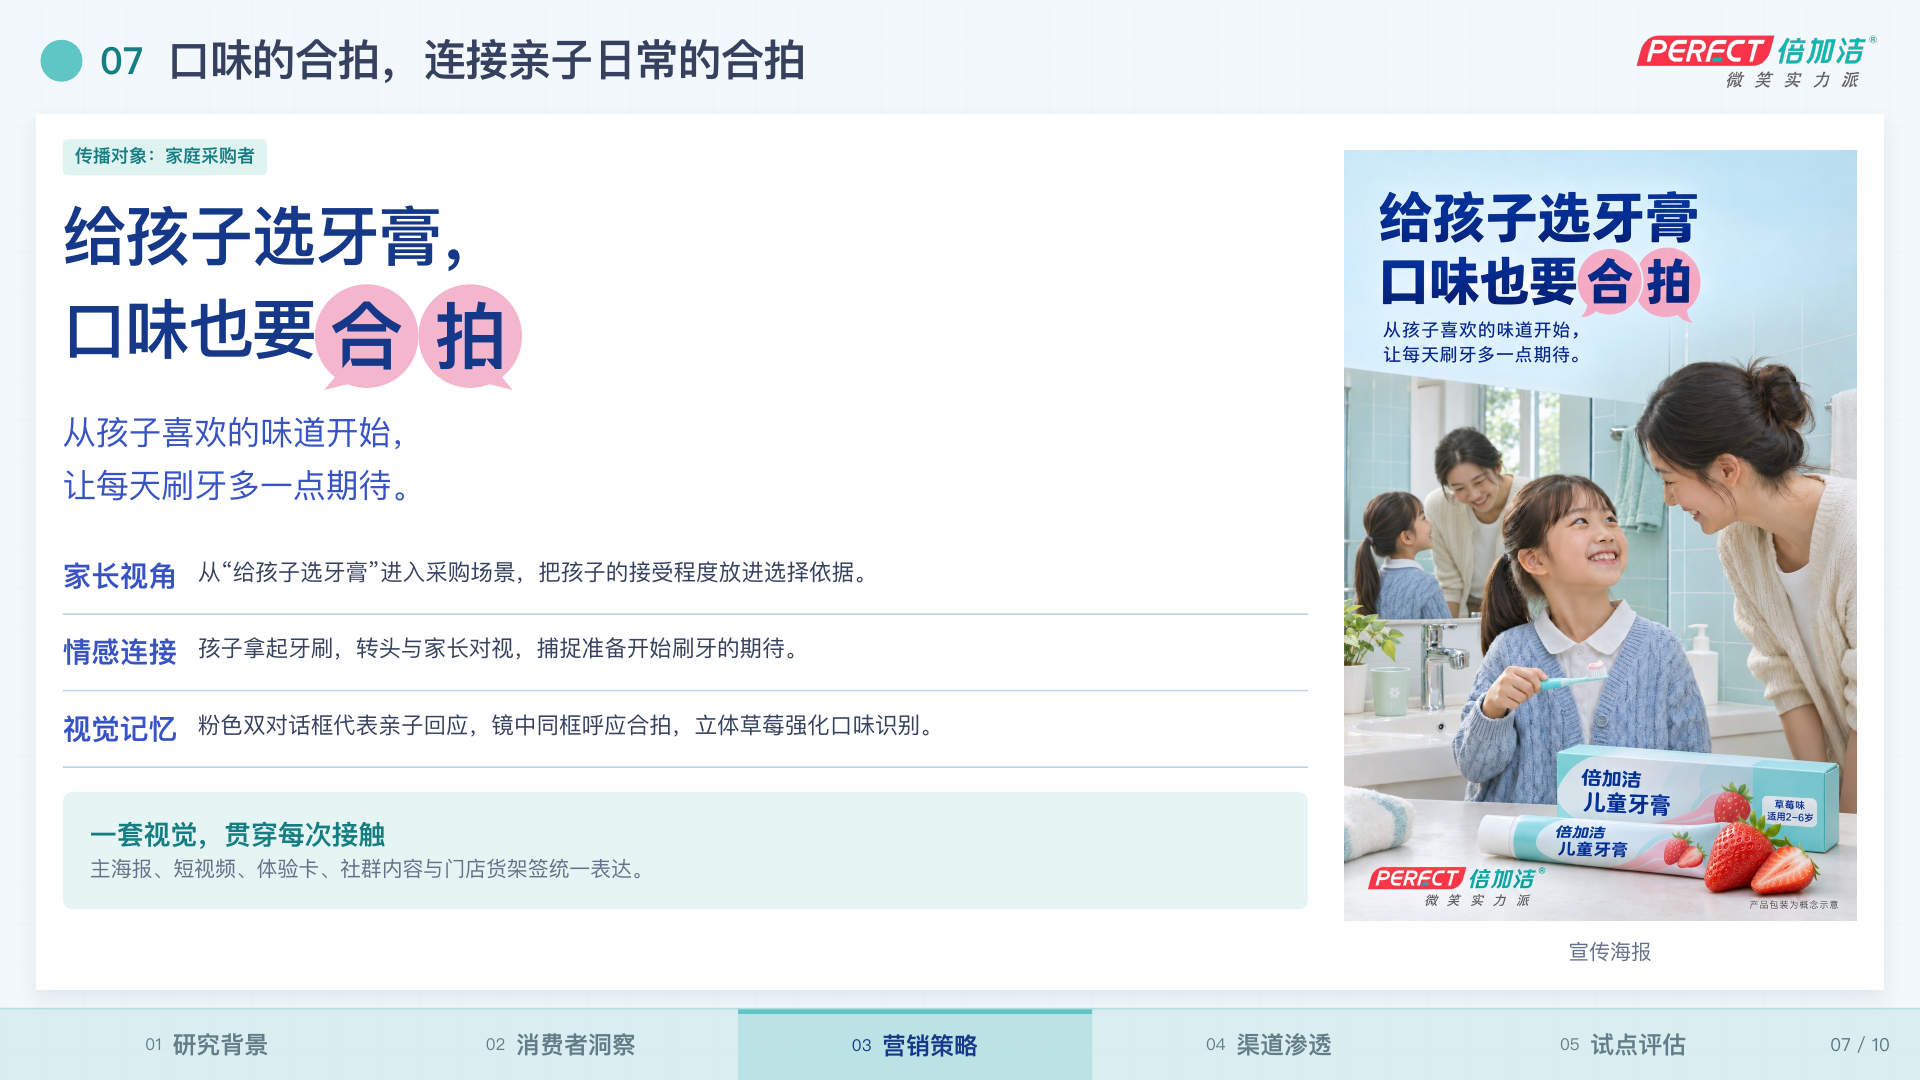 07 口味的合拍，连接亲子日常的合拍
PERFECT 倍加洁®
微笑实力派
传播对象：家庭采购者
给孩子选牙膏，
口味也要合拍
从孩子喜欢的味道开始，
让每天刷牙多一点期待。
家长视角 从“给孩子选牙膏”进入采购场景，把孩子的接受程度放进选择依据。
情感连接 孩子拿起牙刷，转头与家长对视，捕捉准备开始刷牙的期待。
视觉记忆 粉色双对话框代表亲子回应，镜中同框呼应合拍，立体草莓强化口味识别。
一套视觉，贯穿每次接触
主海报、短视频、体验卡、社群内容与门店货架签统一表达。
给孩子选牙膏
口味也要合拍
从孩子喜欢的味道开始，
让每天刷牙多一点期待。
倍加洁
儿童牙膏
草莓味
适用2-6岁
倍加洁
儿童牙膏
PERFECT 倍加洁®
微笑实力派
产品包装为概念示意
宣传海报
01 研究背景
02 消费者洞察
03 营销策略
04 渠道渗透
05 试点评估
07 / 10